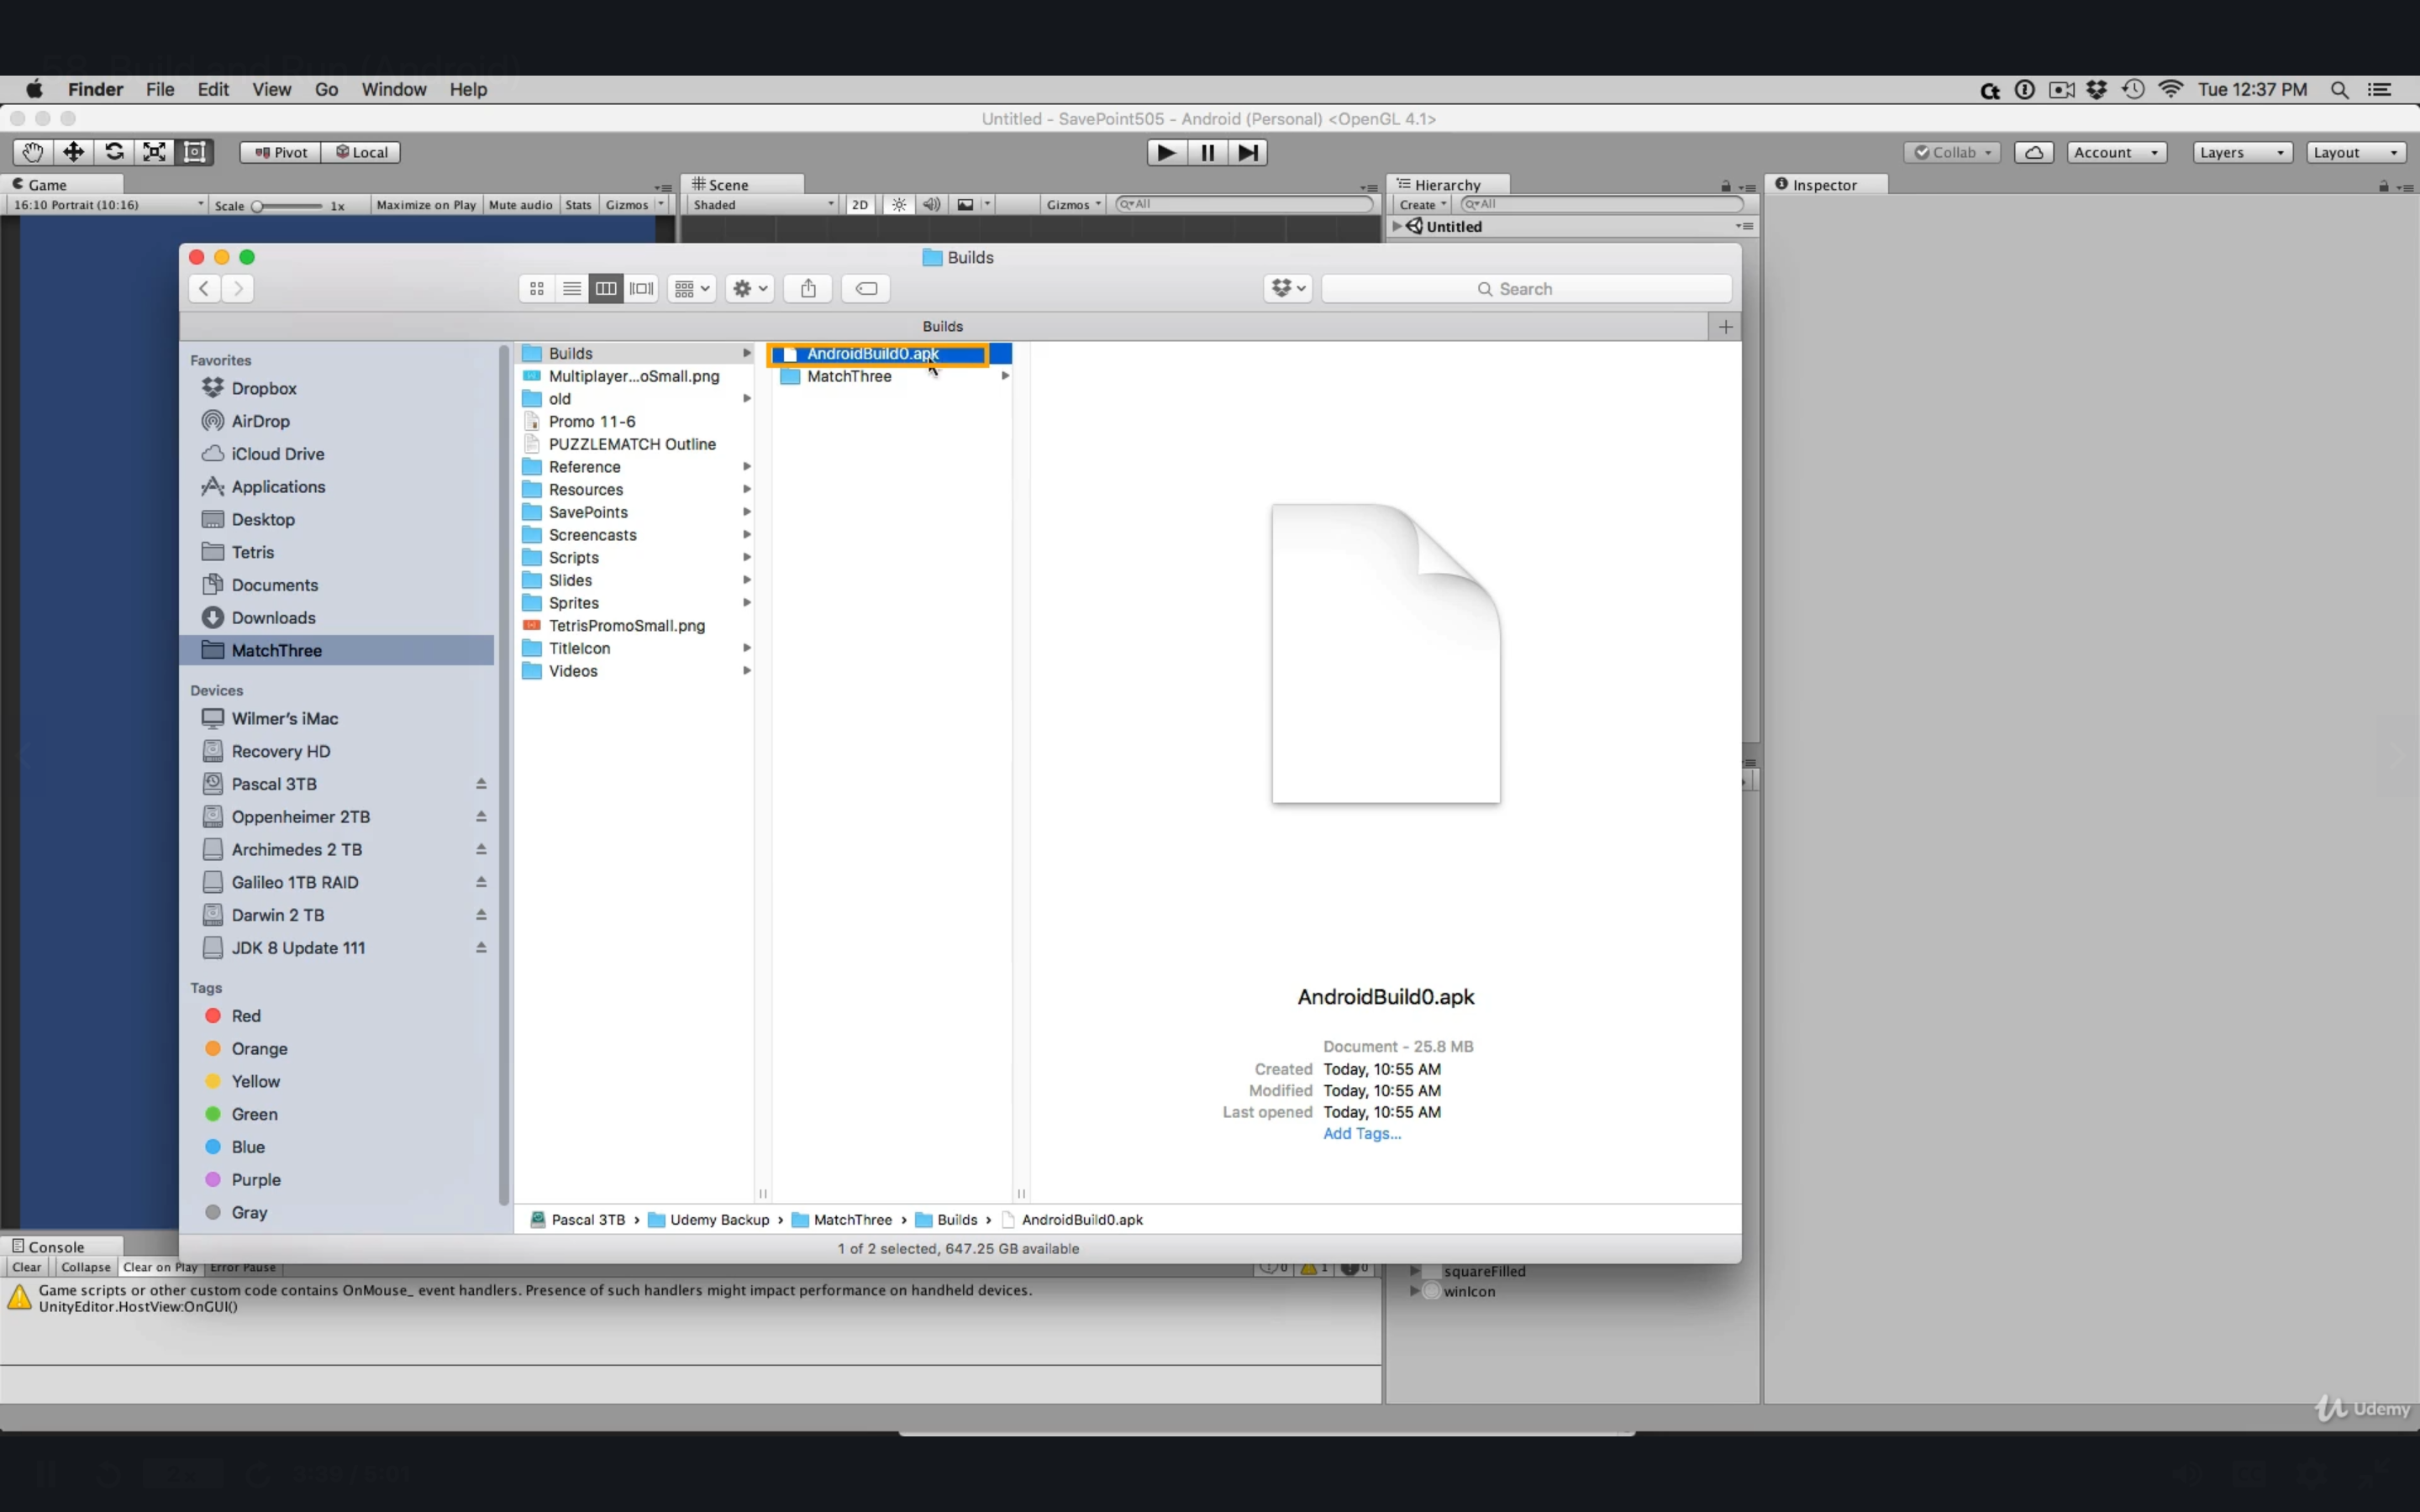 58. Build and Run (Android)
Finder File Edit View Go Window Help Tue 12:37 PM
Untitled - SavePoint505 - Android (Personal) <OpenGL 4.1>
Pivot Local Collab Account Layers Layout
Game Scene Hierarchy Inspector
16:10 Portrait (10:16) Scale 1x Maximize on Play Mute audio Stats Gizmos Shaded 2D Gizmos All Create All
Untitled
Builds
Search
Builds
Favorites
Dropbox
AirDrop
iCloud Drive
Applications
Desktop
Tetris
Documents
Downloads
MatchThree
Devices
Wilmer's iMac
Recovery HD
Pascal 3TB
Oppenheimer 2TB
Archimedes 2 TB
Galileo 1TB RAID
Darwin 2 TB
JDK 8 Update 111
Tags
Red
Orange
Yellow
Green
Blue
Purple
Gray
Builds
Multiplayer...oSmall.png
old
Promo 11-6
PUZZLEMATCH Outline
Reference
Resources
SavePoints
Screencasts
Scripts
Slides
Sprites
TetrisPromoSmall.png
TitleIcon
Videos
AndroidBuild0.apk
MatchThree
AndroidBuild0.apk
Document - 25.8 MB
Created Today, 10:55 AM
Modified Today, 10:55 AM
Last opened Today, 10:55 AM
Add Tags...
Pascal 3TB › Udemy Backup › MatchThree › Builds › AndroidBuild0.apk
1 of 2 selected, 647.25 GB available
Console
Clear Collapse Clear on Play Error Pause 0 1 0
Game scripts or other custom code contains OnMouse_ event handlers. Presence of such handlers might impact performance on handheld devices.
UnityEditor.HostView:OnGUI()
squareFilled
winIcon
Udemy